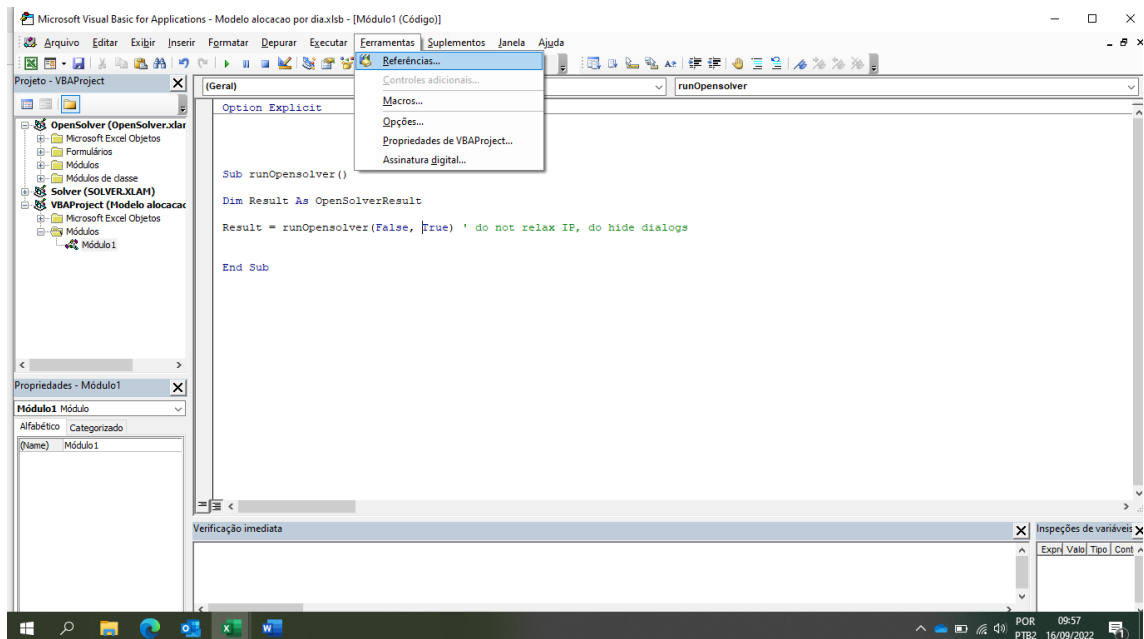 Microsoft Visual Basic for Applications - Modelo alocacao por dia.xlsb - [Módulo1 (Código)]
Arquivo Editar Exibir Inserir Formatar Depurar Executar Ferramentas Suplementos Janela Ajuda
Referências...
Controles adicionais...
Macros...
Opções...
Propriedades de VBAProject...
Assinatura digital...
Projeto - VBAProject
(Geral)
runOpensolver
OpenSolver (OpenSolver.xlam
Microsoft Excel Objetos
Formulários
Módulos
Módulos de classe
Solver (SOLVER.XLAM)
VBAProject (Modelo alocacao
Microsoft Excel Objetos
Módulos
Módulo1
Option Explicit
Sub runOpensolver()
Dim Result As OpenSolverResult
Result = runOpensolver(False, True) ' do not relax IP, do hide dialogs
End Sub
Propriedades - Módulo1
Módulo1 Módulo
Alfabético Categorizado
(Name) Módulo1
Verificação imediata
Inspeções de variáveis
Expre Valo Tipo Cont
POR 09:57
PTB2 16/09/2022